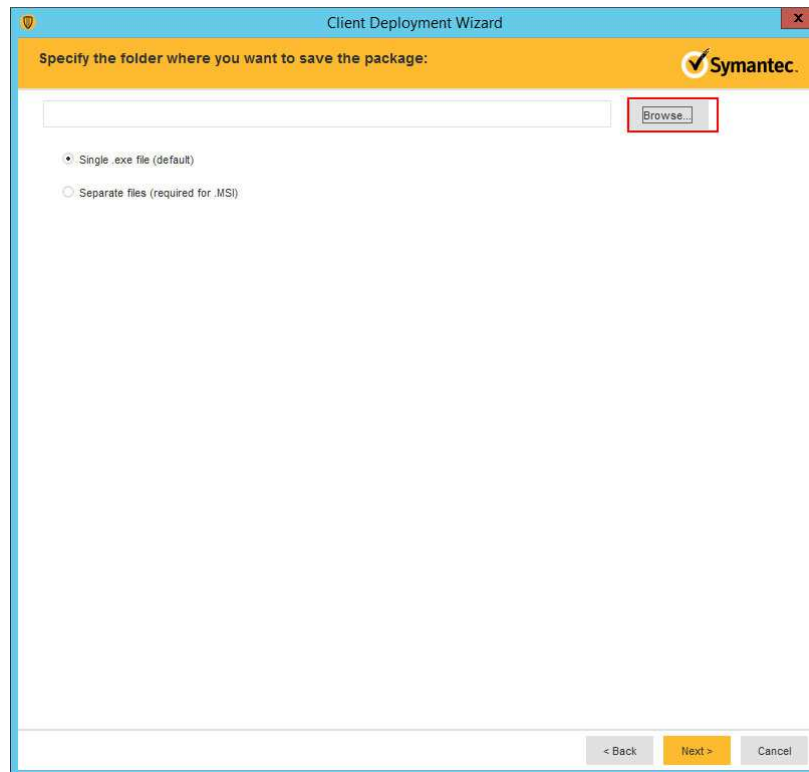 Client Deployment Wizard
x
Specify the folder where you want to save the package:
Symantec.
Browse...
Single .exe file (default)
Separate files (required for .MSI)
< Back Next > Cancel